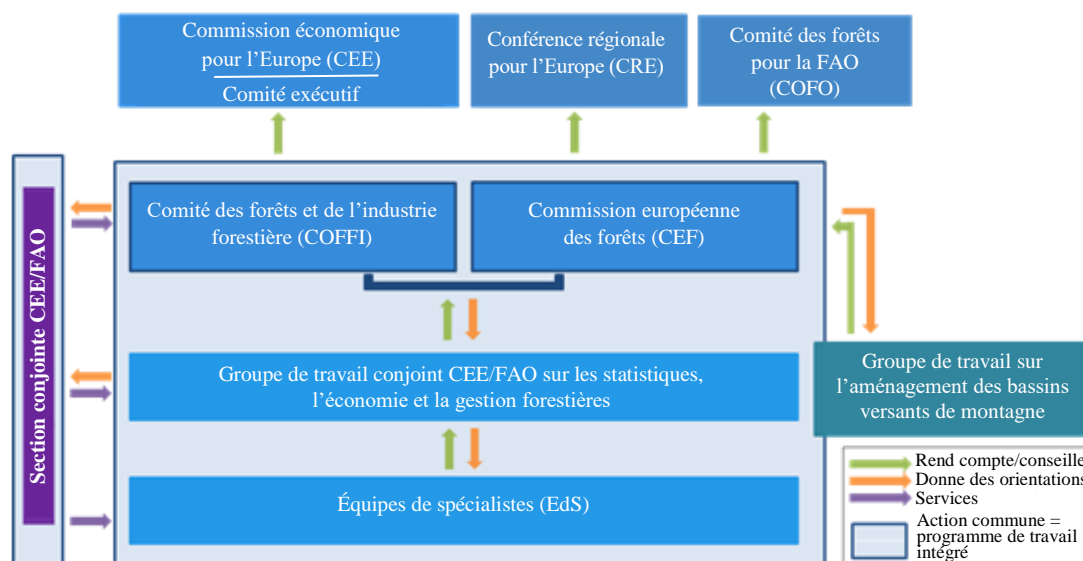 Commission économique
pour l'Europe (CEE)
Comité exécutif
Conférence régionale
pour l'Europe (CRE)
Comité des forêts
pour la FAO
(COFO)
Section conjointe CEE/FAO
Comité des forêts et de l'industrie
forestière (COFFI)
Commission européenne
des forêts (CEF)
Groupe de travail conjoint CEE/FAO sur les statistiques,
l'économie et la gestion forestières
Groupe de travail sur
l'aménagement des bassins
versants de montagne
Équipes de spécialistes (EdS)
Rend compte/conseille
Donne des orientations
Services
Action commune =
programme de travail
intégré